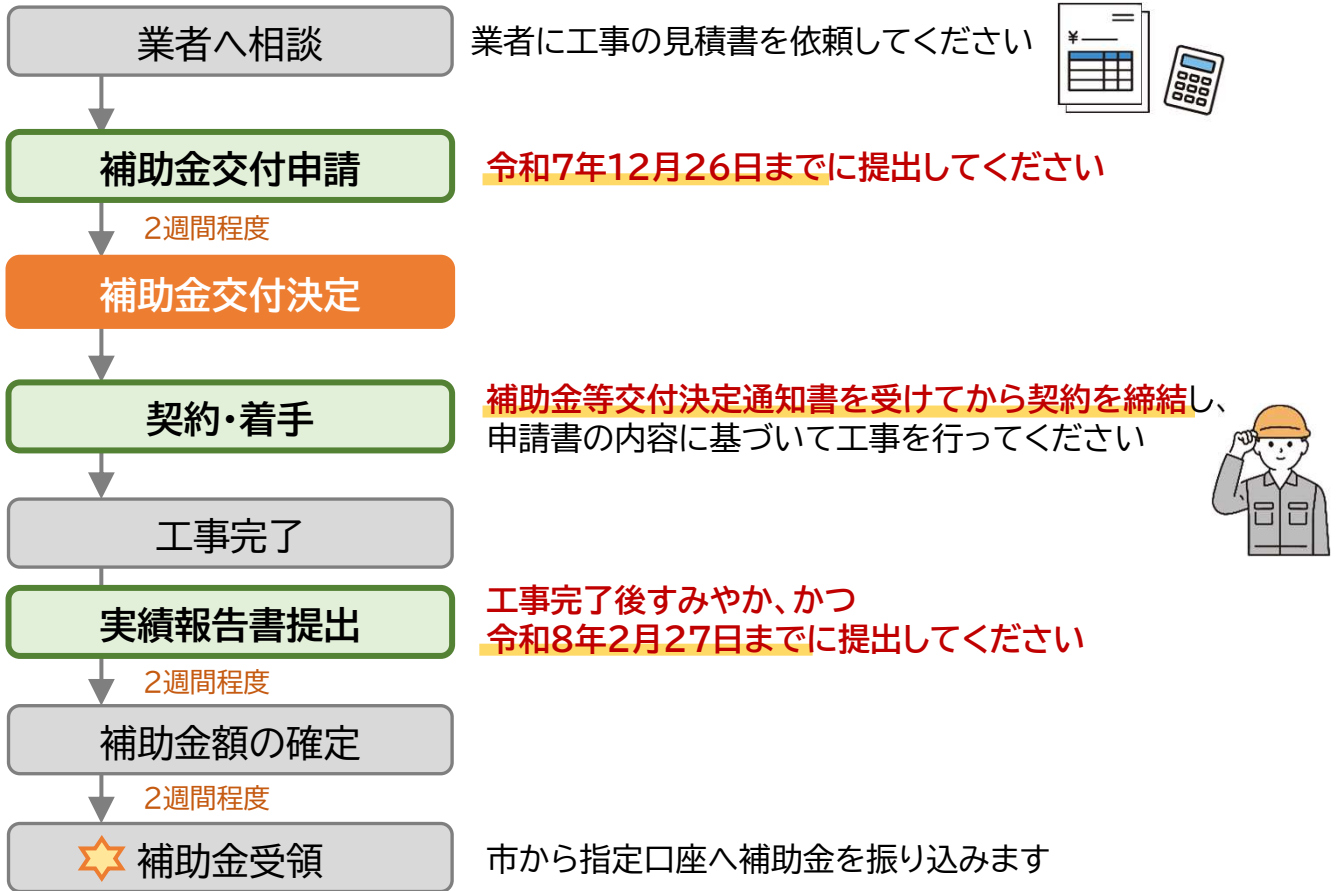 業者へ相談
業者に工事の見積書を依頼してください
¥
補助金交付申請
令和7年12月26日までに提出してください
2週間程度
補助金交付決定
契約・着手
補助金等交付決定通知書を受けてから契約を締結し、
申請書の内容に基づいて工事を行ってください
工事完了
実績報告書提出
工事完了後すみやか、かつ
令和8年2月27日までに提出してください
2週間程度
補助金額の確定
2週間程度
補助金受領
市から指定口座へ補助金を振り込みます